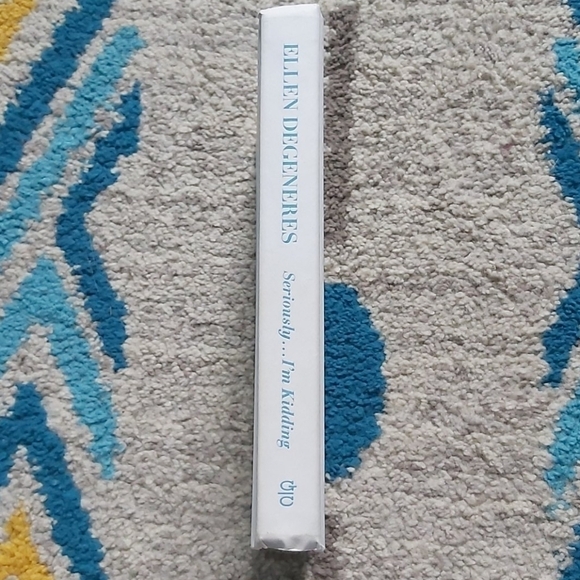 ELLEN DEGENERES
Seriously...I'm Kidding